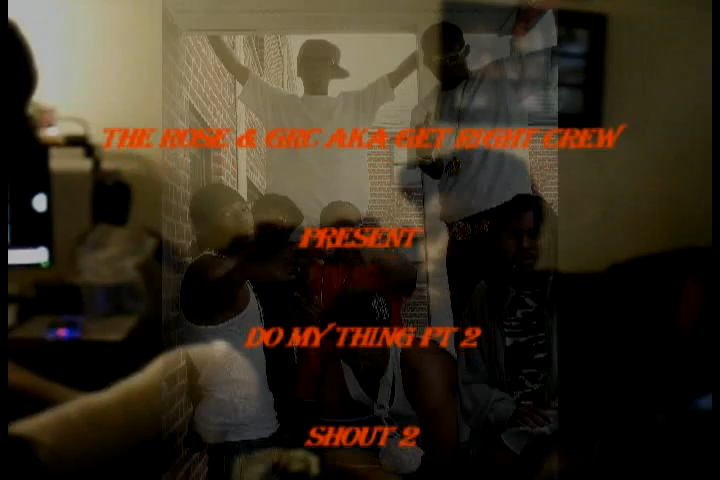 THE ROSE & GRC AKA GET RIGHT CREW
PRESENT
DO MY THING PT 2
SHOUT 2